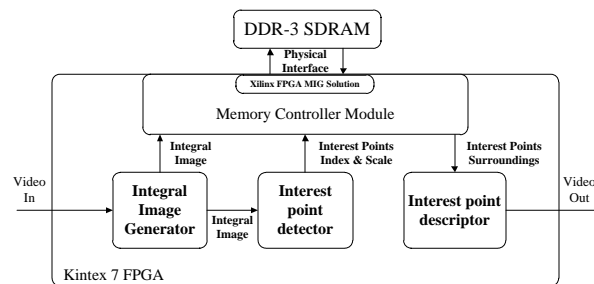 DDR-3 SDRAM
Physical
Interface
Xilinx FPGA MIG Solution
Memory Controller Module
Integral
Image
Interest Points
Index & Scale
Interest Points
Surroundings
Video
In
Integral
Image
Generator
Integral
Image
Interest
point
detector
Interest point
descriptor
Video
Out
Kintex 7 FPGA